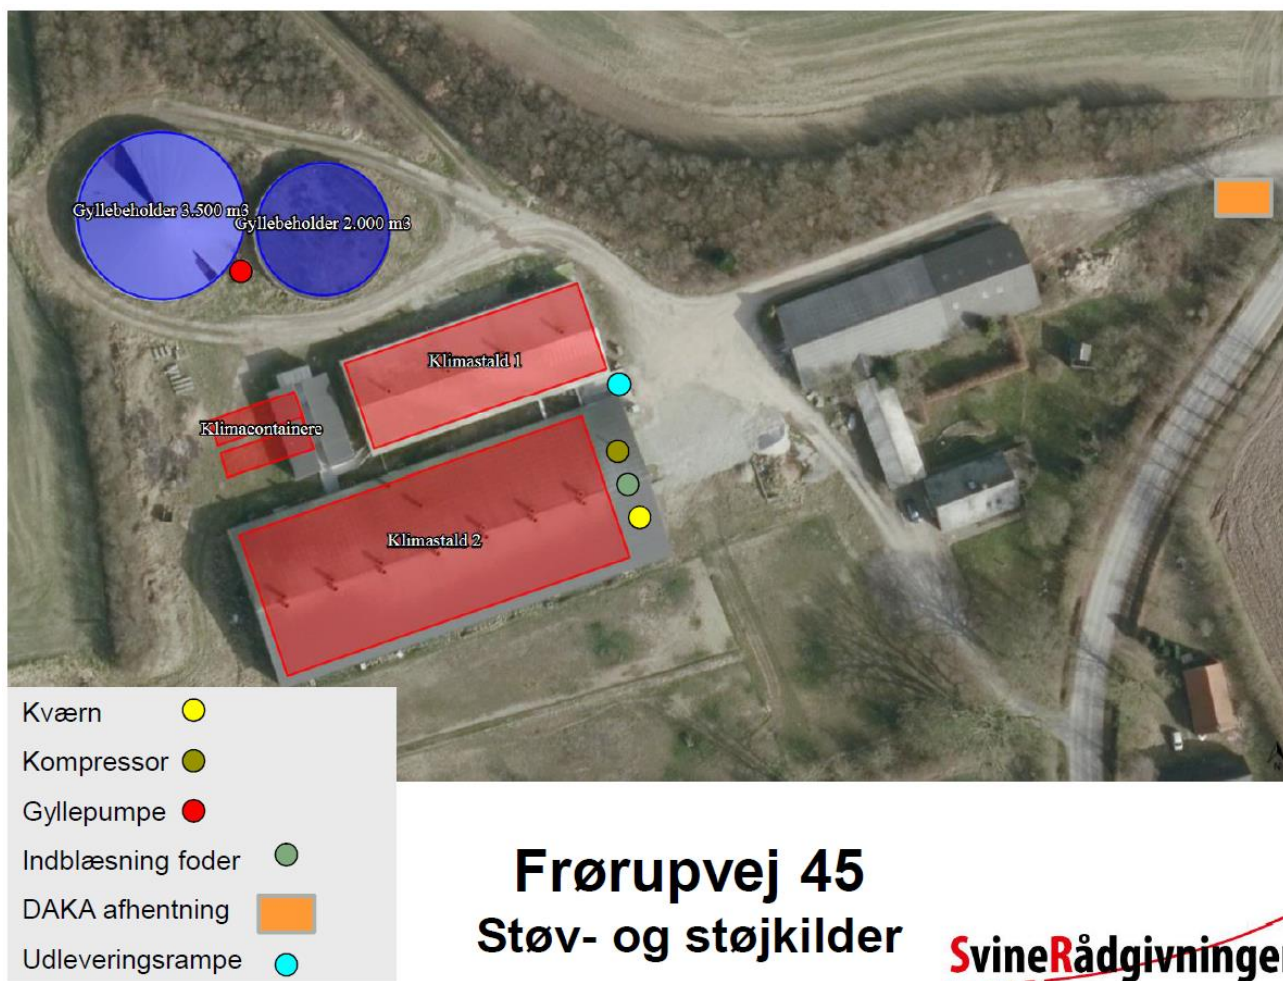 Gyllebeholder 3.500 m3
Gyllebeholder 2.000 m3
Klimastald 1
Klimacontainere
Klimastald 2
N
Kværn
Kompressor
Gyllepumpe
Indblæsning foder
DAKA afhentning
Udleveringsrampe
Frørupvej 45
Støv- og støjkilder
SvineRådgivningen